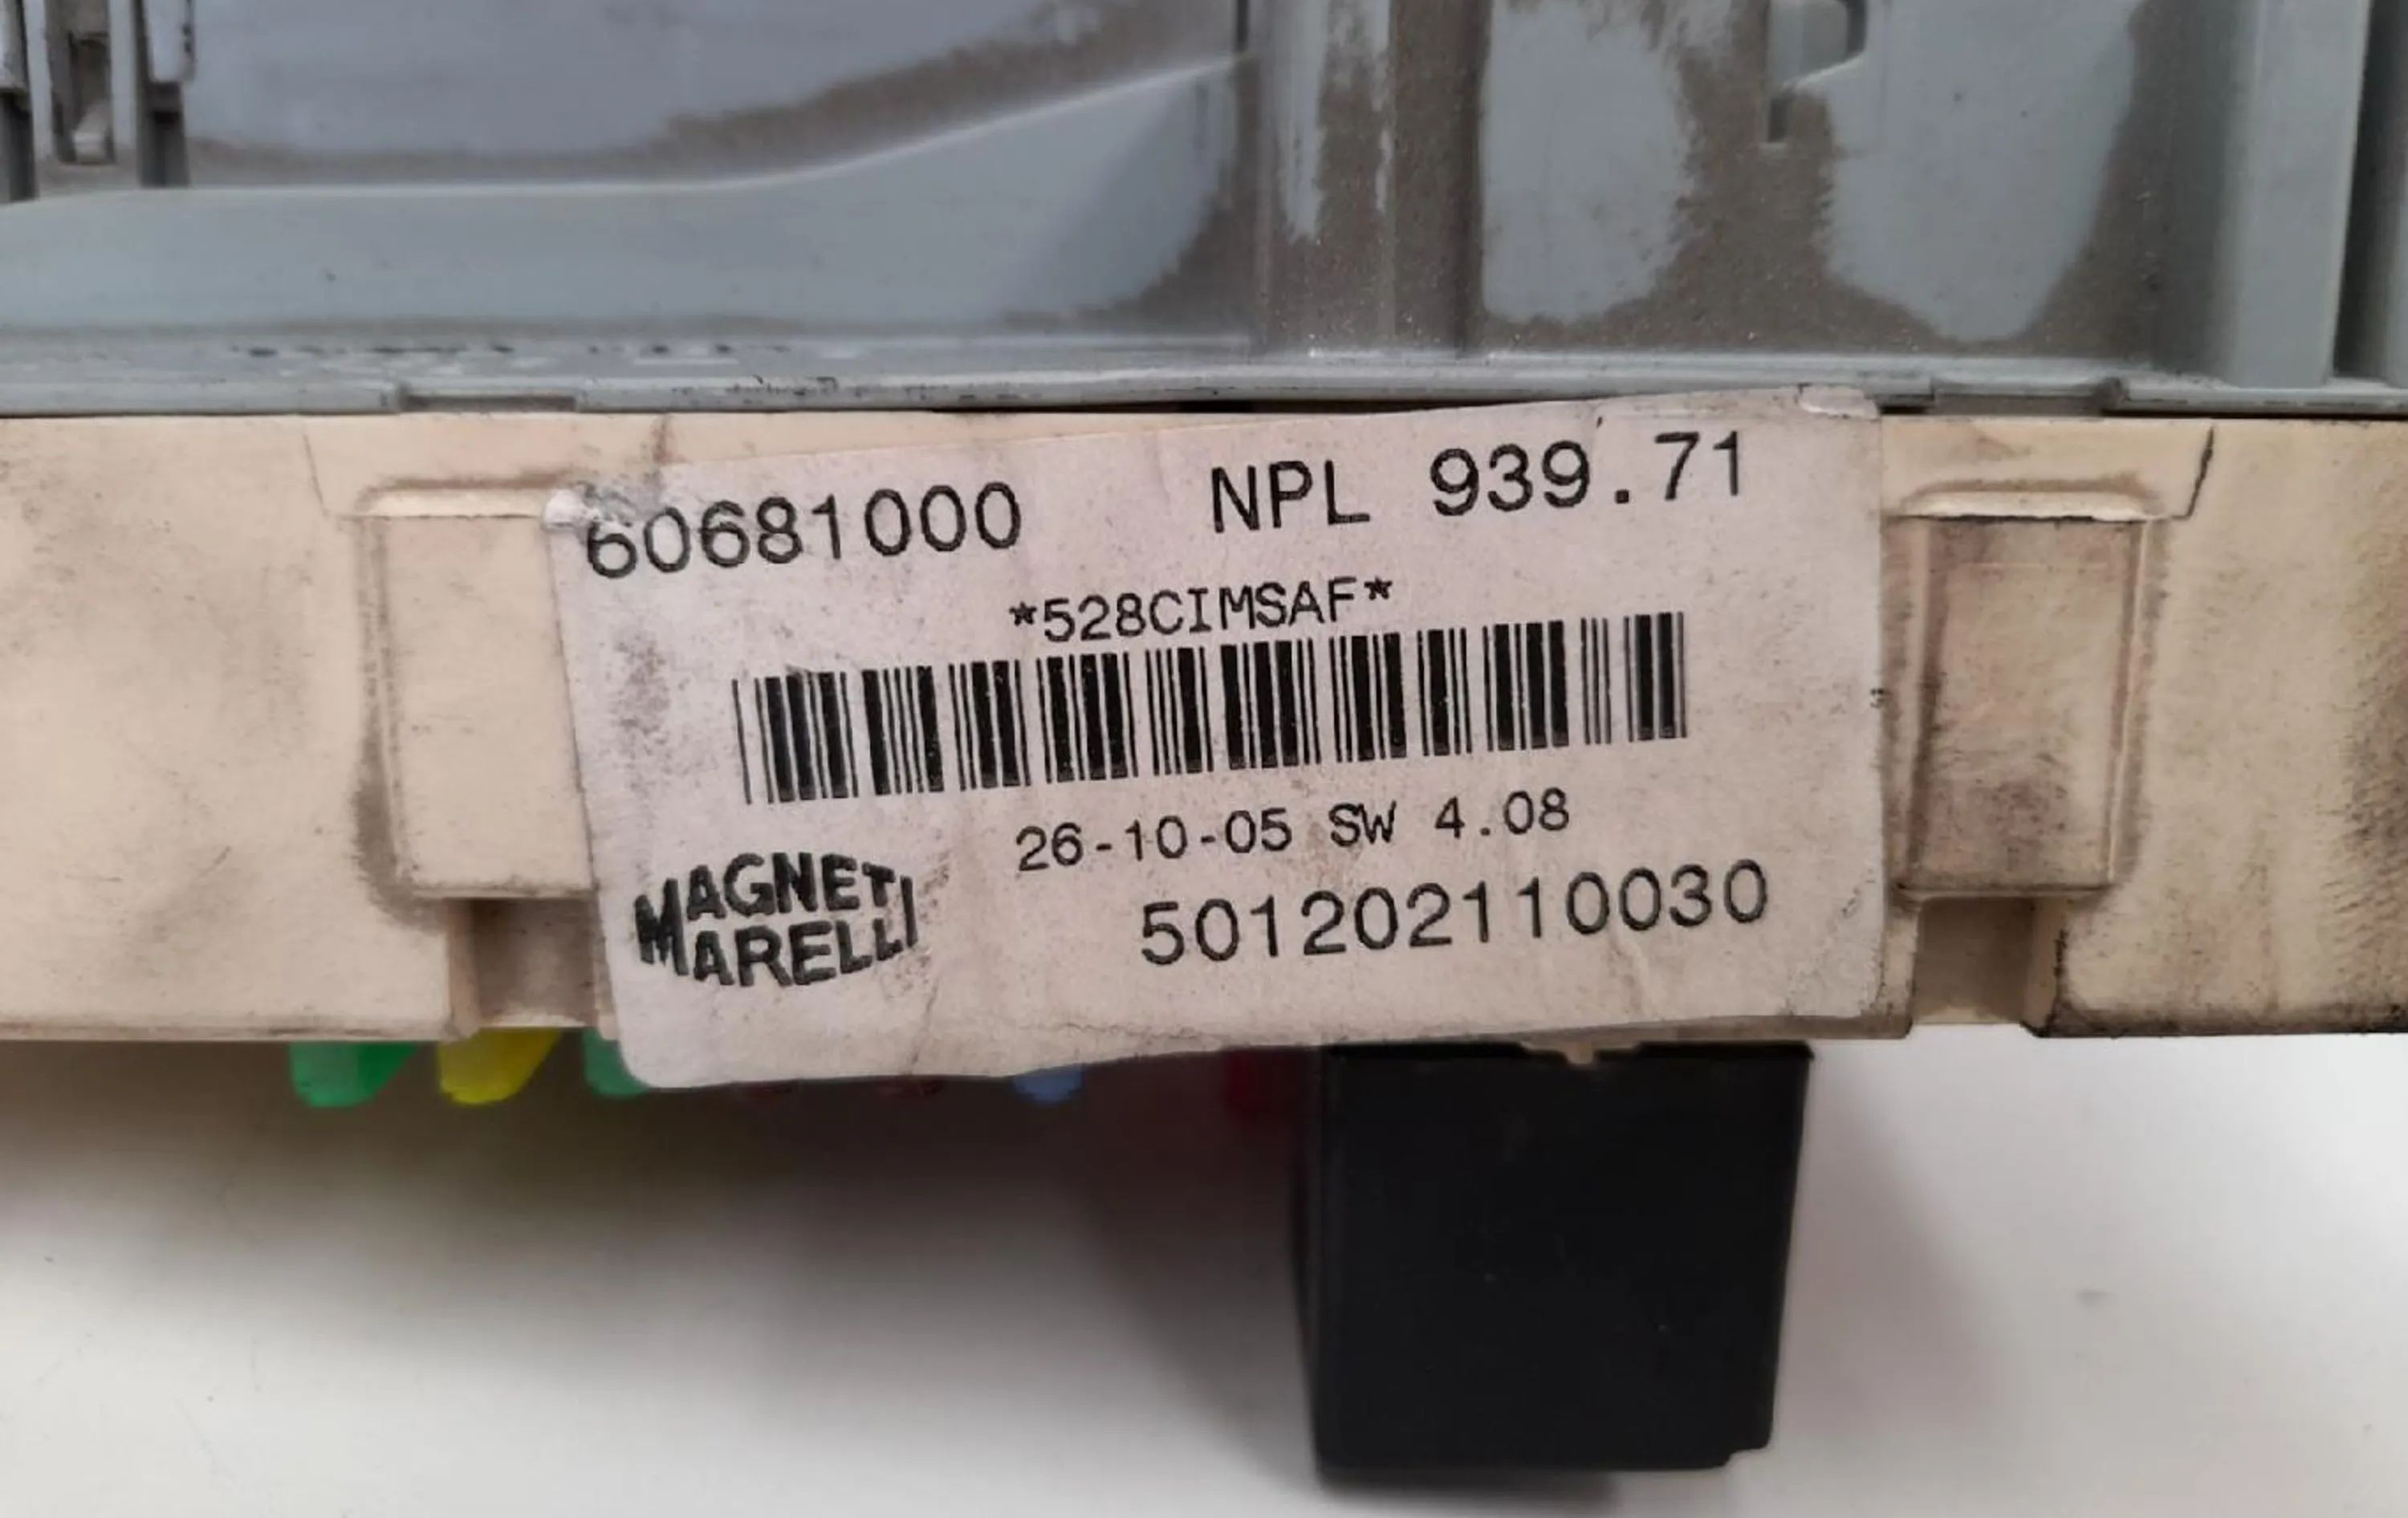 60681000 NPL 939.71
*528CIMSAF*
26-10-05 SW 4.08
MAGNETI
MARELLI
501202110030